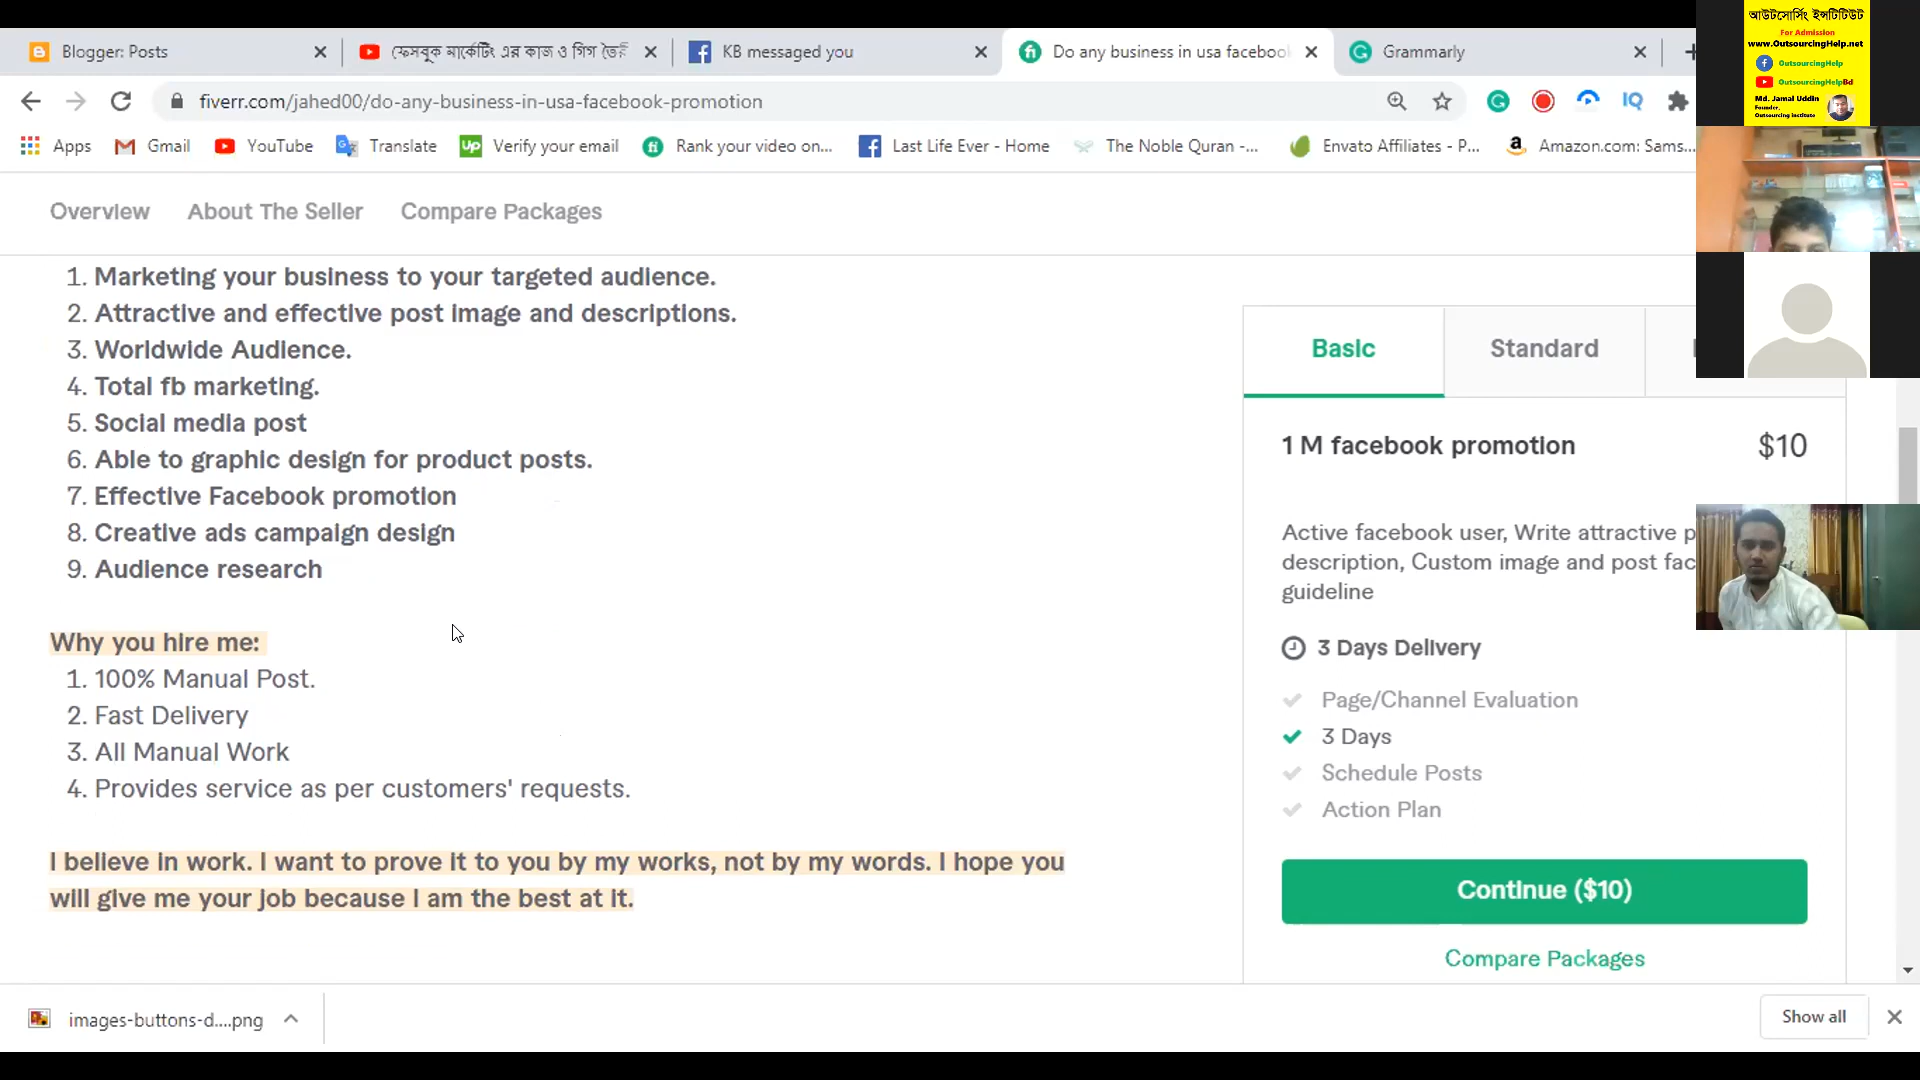 Blogger: Posts
ফেসবুক মার্কেটিং এর কাজ ও গিগ তৈরী
KB messaged you
Do any business in usa facebook
Grammarly
fiverr.com/jahed00/do-any-business-in-usa-facebook-promotion
Apps
Gmail
YouTube
Translate
Verify your email
Rank your video on...
Last Life Ever - Home
The Noble Quran -...
Envato Affiliates - P...
Amazon.com: Sams...
Overview
About The Seller
Compare Packages
1. Marketing your business to your targeted audience.
2. Attractive and effective post image and descriptions.
3. Worldwide Audience.
4. Total fb marketing.
5. Social media post
6. Able to graphic design for product posts.
7. Effective Facebook promotion
8. Creative ads campaign design
9. Audience research
Why you hire me:
1. 100% Manual Post.
2. Fast Delivery
3. All Manual Work
4. Provides service as per customers' requests.
I believe in work. I want to prove it to you by my works, not by my words. I hope you
will give me your job because I am the best at it.
Basic
Standard
1 M facebook promotion
$10
Active facebook user, Write attractive p
description, Custom image and post fac
guideline
3 Days Delivery
Page/Channel Evaluation
3 Days
Schedule Posts
Action Plan
Continue ($10)
Compare Packages
images-buttons-d....png
Show all
আউটসোর্সিং ইন্সটিটিউট
For Admission
www.OutsourcingHelp.net
OutsourcingHelp
OutsourcingHelpBd
Md. Jamal Uddin
Founder,
Outsourcing Institute